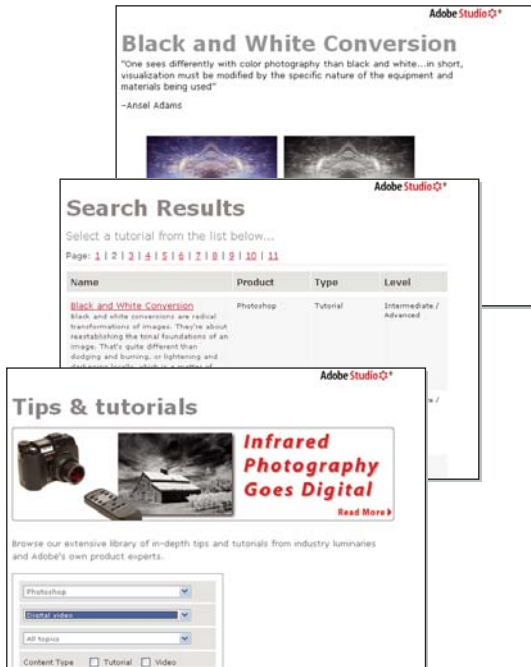 Adobe Studio
Black and White Conversion
"One sees differently with color photography than black and white...in short,
visualization must be modified by the specific nature of the equipment and
materials being used"
–Ansel Adams
Adobe Studio
Search Results
Select a tutorial from the list
below...
Page: 1 | 2 | 3 | 4 | 5 | 6 | 7 | 8 | 9 | 10 | 11
Name Product Type Level
Black and White Conversion Photoshop Tutorial Intermediate /
Black and white conversions are radical Advanced
transformations of images. They're about
reestablishing the tonal foundations of an
image. That's quite different than
dodging and burning, or lightening and
Adobe Studio
Tips & tutorials
Infrared
Photography
Goes Digital
Read More
Browse our extensive library of in-depth tips and tutorials from industry luminaries
and Adobe's own product experts.
Photoshop
Digital video
All topics
Content Type Tutorial Video